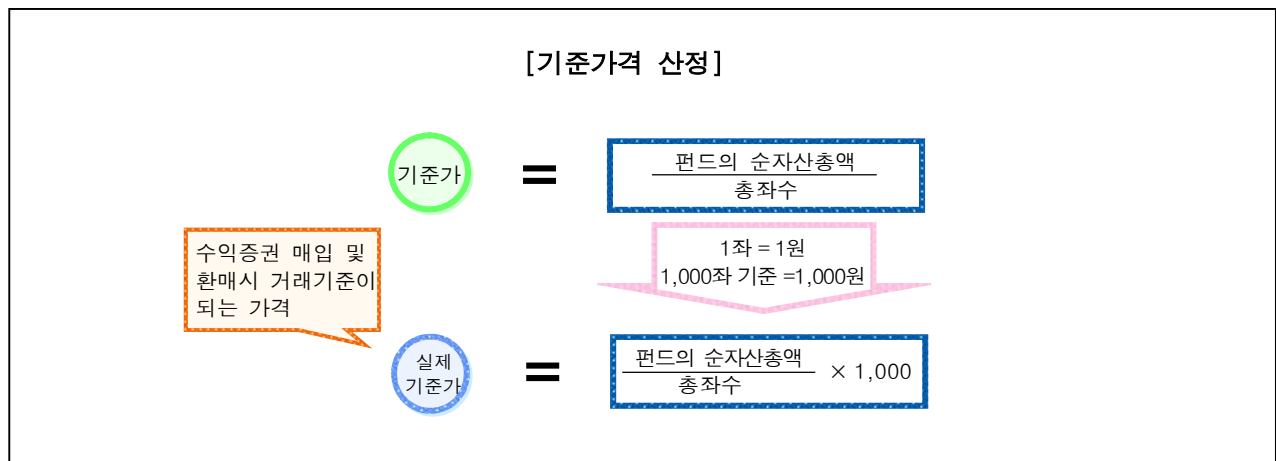 [기준가격 산정]
기준가
=
펀드의 순자산총액
총좌수
1좌 = 1원
1,000좌 기준 =1,000원
수익증권 매입 및
환매시 거래기준이
되는 가격
실제
기준가
=
펀드의 순자산총액
총좌수
× 1,000